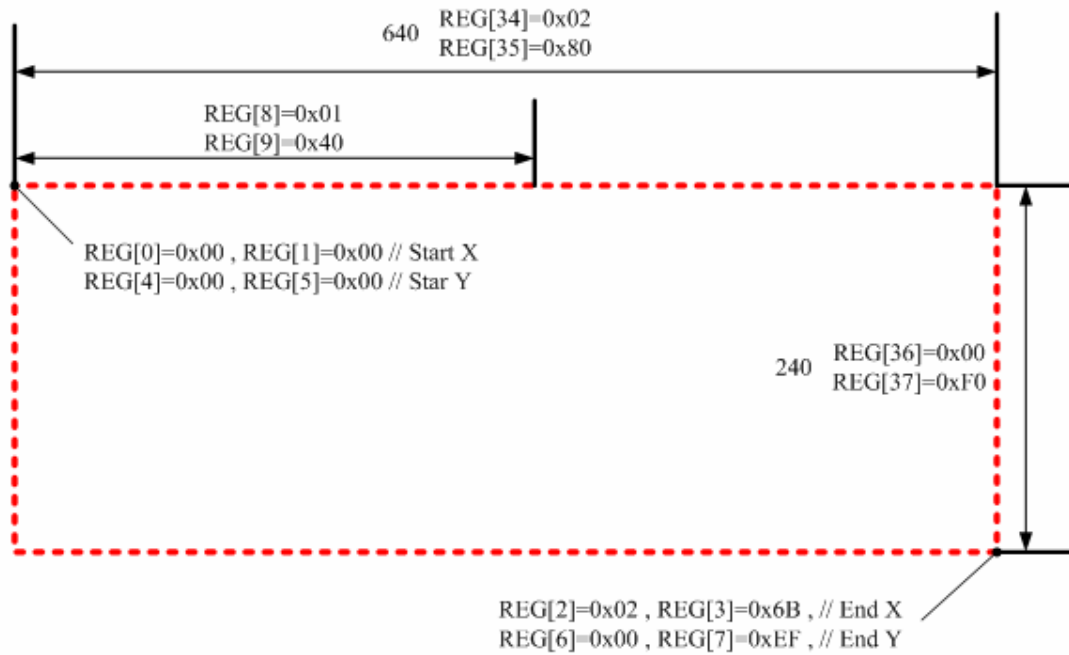 640
REG[34]=0x02
REG[35]=0x80
REG[8]=0x01
REG[9]=0x40
REG[0]=0x00 , REG[1]=0x00 // Start X
REG[4]=0x00 , REG[5]=0x00 // Star Y
240
REG[36]=0x00
REG[37]=0xF0
REG[2]=0x02 , REG[3]=0x6B , // End X
REG[6]=0x00 , REG[7]=0xEF , // End Y